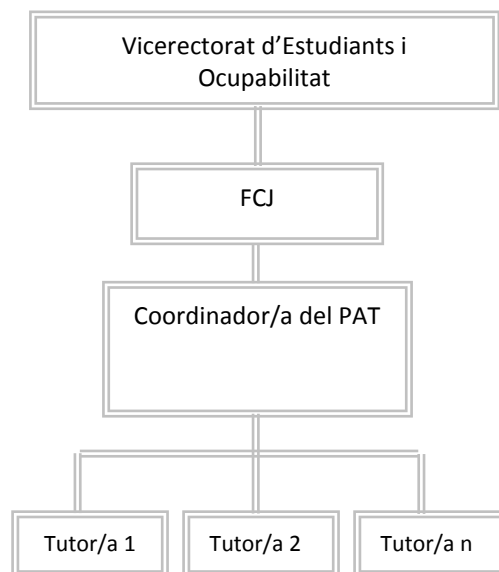 Vicerectorat d’Estudiants i
Ocupabilitat
FCJ
Coordinador/a del PAT
Tutor/a 1
Tutor/a 2
Tutor/a n